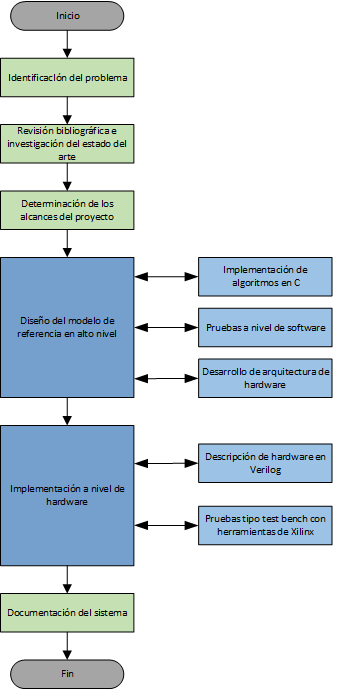 Inicio
Identificación del problema
Revisión bibliográfica e
investigación del estado del
arte
Determinación de los
alcances del proyecto
Diseño del modelo de
referencia en alto nivel
Implementación de
algoritmos en C
Pruebas a nivel de software
Desarrollo de arquitectura de
hardware
Implementación a nivel de
hardware
Descripción de hardware en
Verilog
Pruebas tipo test bench con
herramientas de Xilinx
Documentación del sistema
Fin